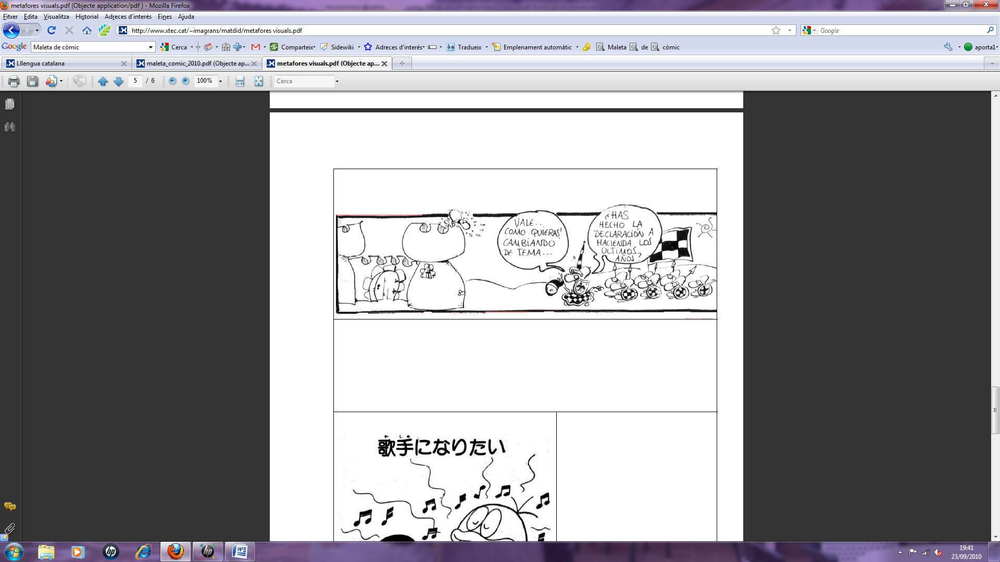 metafores visuals.pdf (Objecte application/pdf ) - Mozilla Firefox
Fitxer Edita Visualitza Historial Adreces d'interès Eines Ajuda
http://www.xtec.cat/~imagrans/matdid/metafores visuals.pdf
Google
Google Maleta de còmic Cerca Comparteix Sidewiki Adreces d'interès Tradueix Emplenament automàtic Maleta de còmic aporta1
Lllengua catalana
maleta_comic_2010.pdf (Objecte ap...
metafores visuals.pdf (Objecte ap...
5 / 6 100% Cerca
VALE..
COMO QUIERAS!
CAMBIANDO
DE TEMA...
¿HAS
HECHO LA
DECLARACIÓN A
HACIENDA LOS
ÚLTIMOS
AÑOS?
歌手になりたい
19:41
23/09/2010